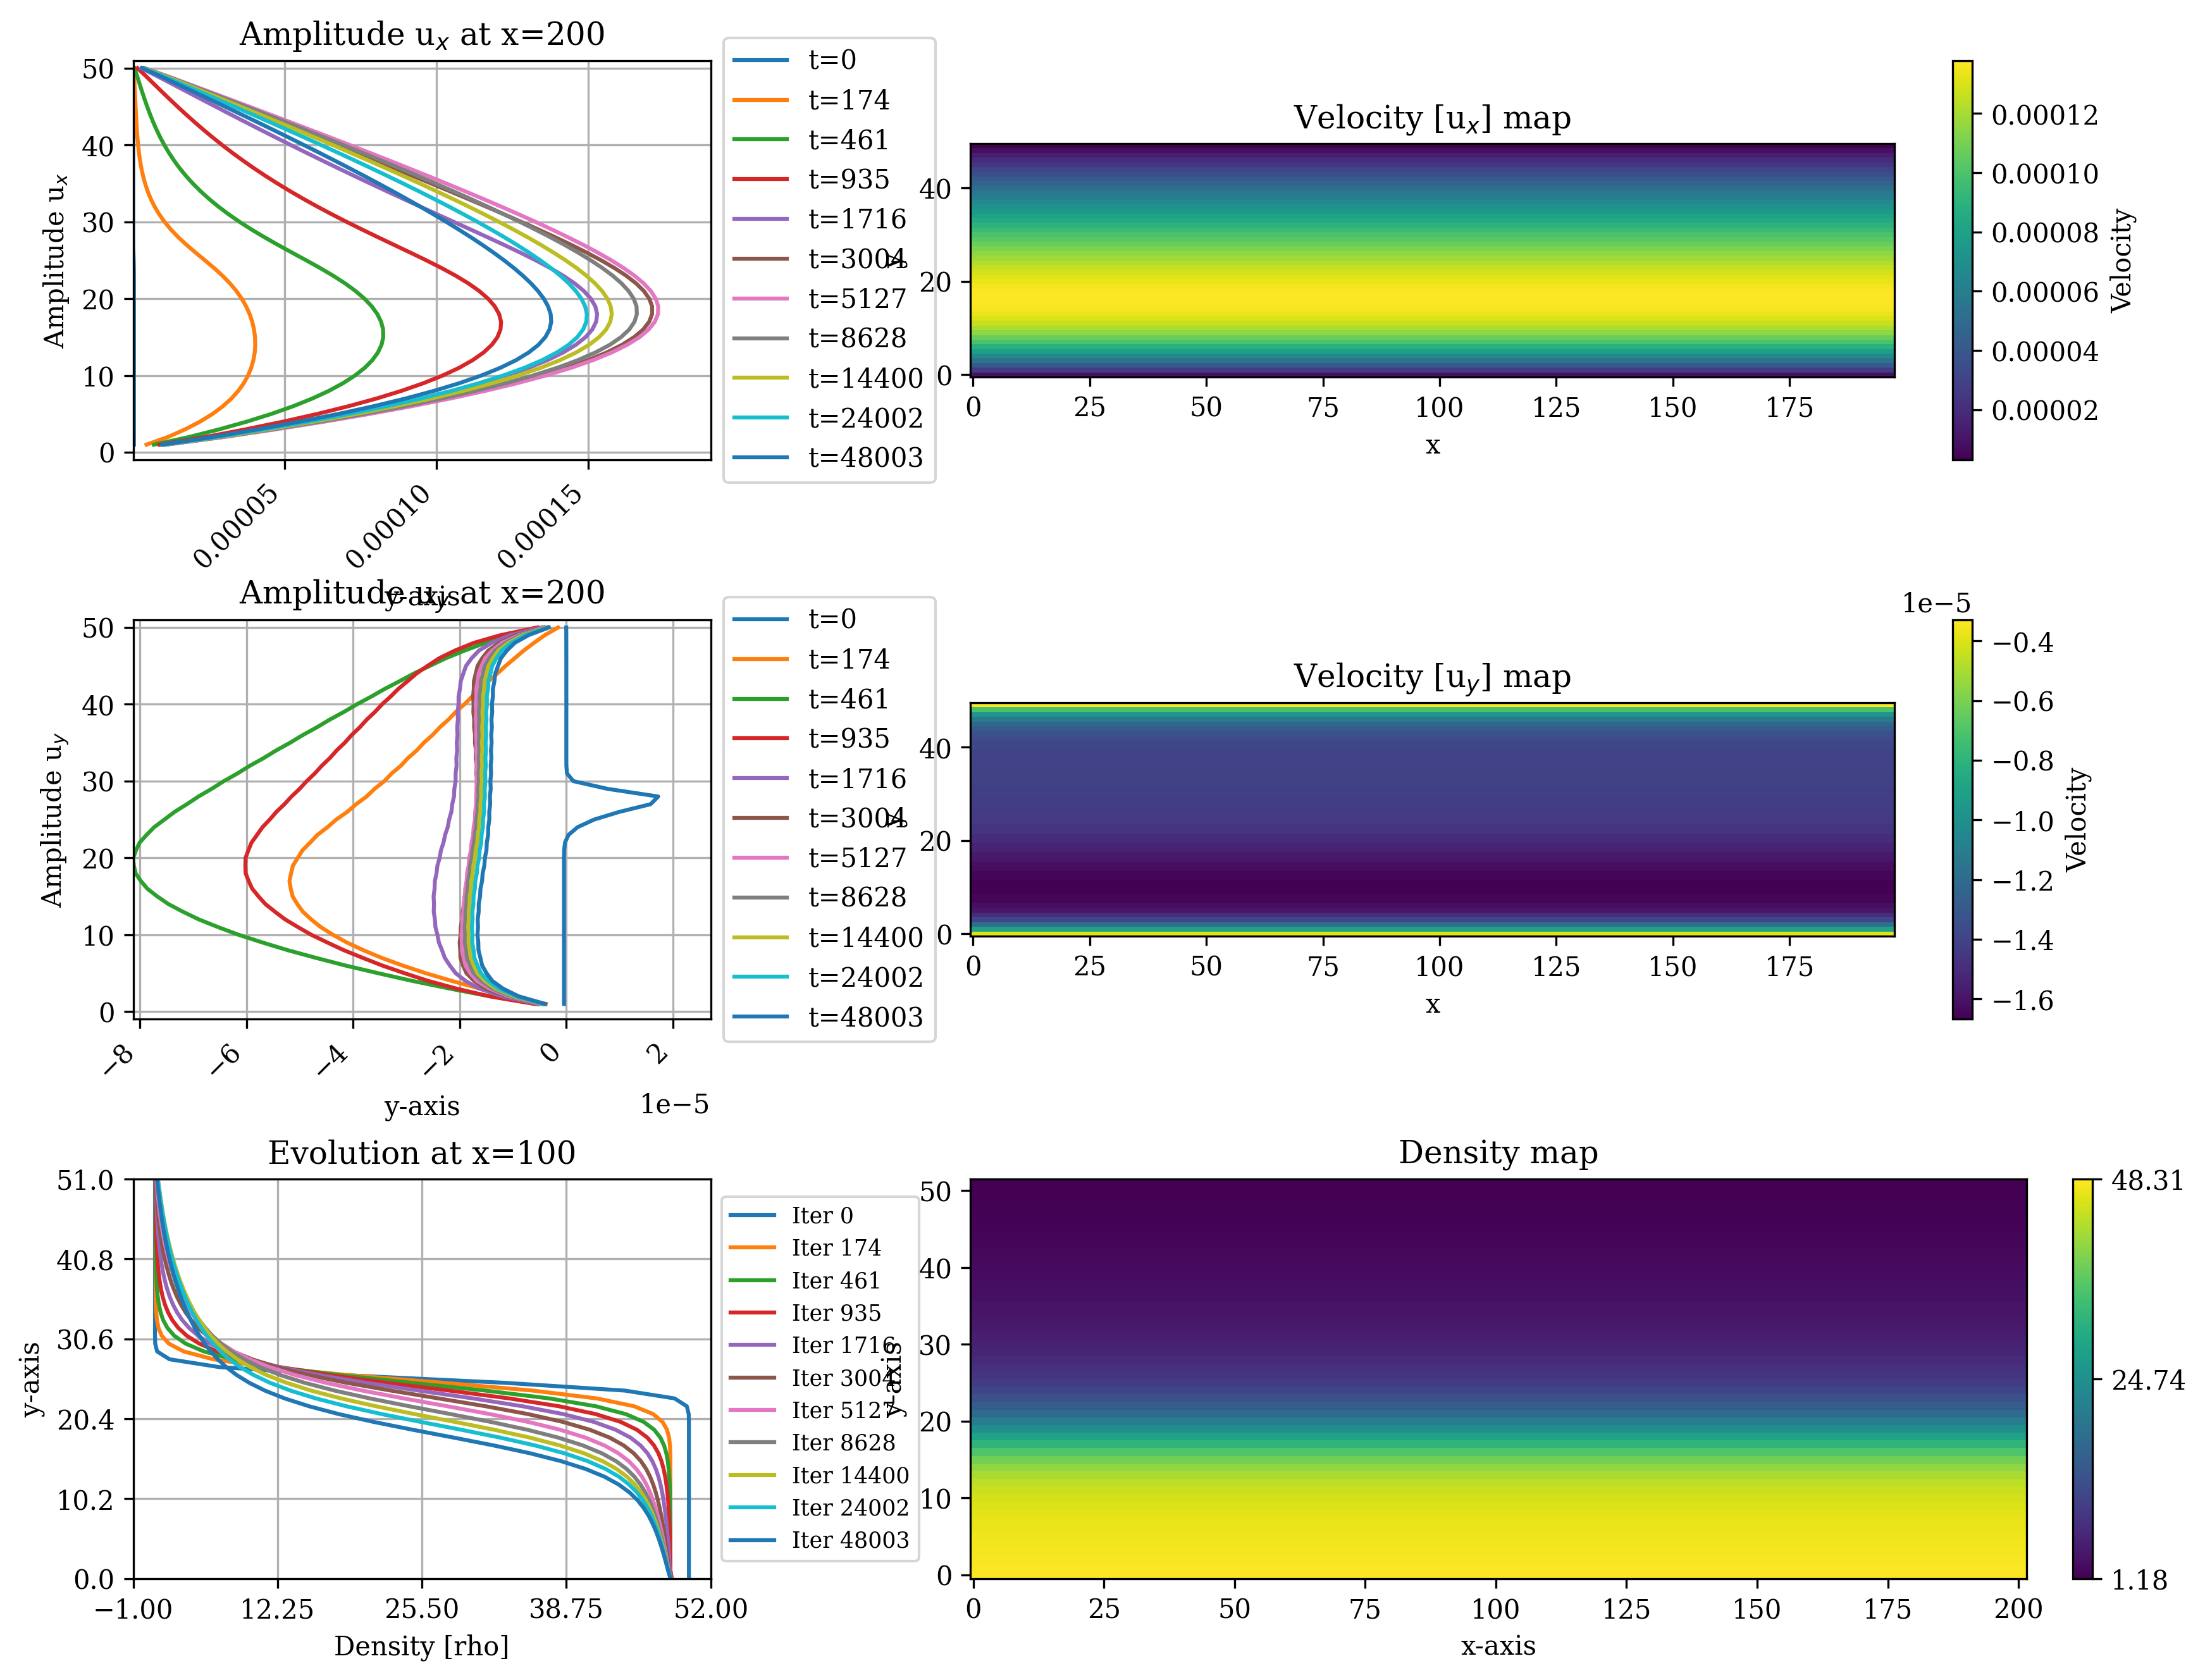 Amplitude uₓ at x=200
50
40
30
20
10
0
Amplitude uₓ
0.00005
0.00010
0.00015
y-axis
t=0
t=174
t=461
t=935
t=1716
t=3004
t=5127
t=8628
t=14400
t=24002
t=48003
Velocity [uₓ] map
y
40
20
0
0
25
50
75
100
125
150
175
x
0.00012
0.00010
0.00008
0.00006
0.00004
0.00002
Velocity
Amplitude u_y at x=200
50
40
30
20
10
0
Amplitude u_y
−8
−6
−4
−2
0
2
y-axis
1e−5
t=0
t=174
t=461
t=935
t=1716
t=3004
t=5127
t=8628
t=14400
t=24002
t=48003
Velocity [u_y] map
y
40
20
0
0
25
50
75
100
125
150
175
x
1e−5
−0.4
−0.6
−0.8
−1.0
−1.2
−1.4
−1.6
Velocity
Evolution at x=100
51.0
40.8
30.6
20.4
10.2
0.0
y-axis
−1.00
12.25
25.50
38.75
52.00
Density [rho]
Iter 0
Iter 174
Iter 461
Iter 935
Iter 1716
Iter 3004
Iter 5127
Iter 8628
Iter 14400
Iter 24002
Iter 48003
Density map
y-axis
50
40
30
20
10
0
0
25
50
75
100
125
150
175
200
x-axis
48.31
24.74
1.18